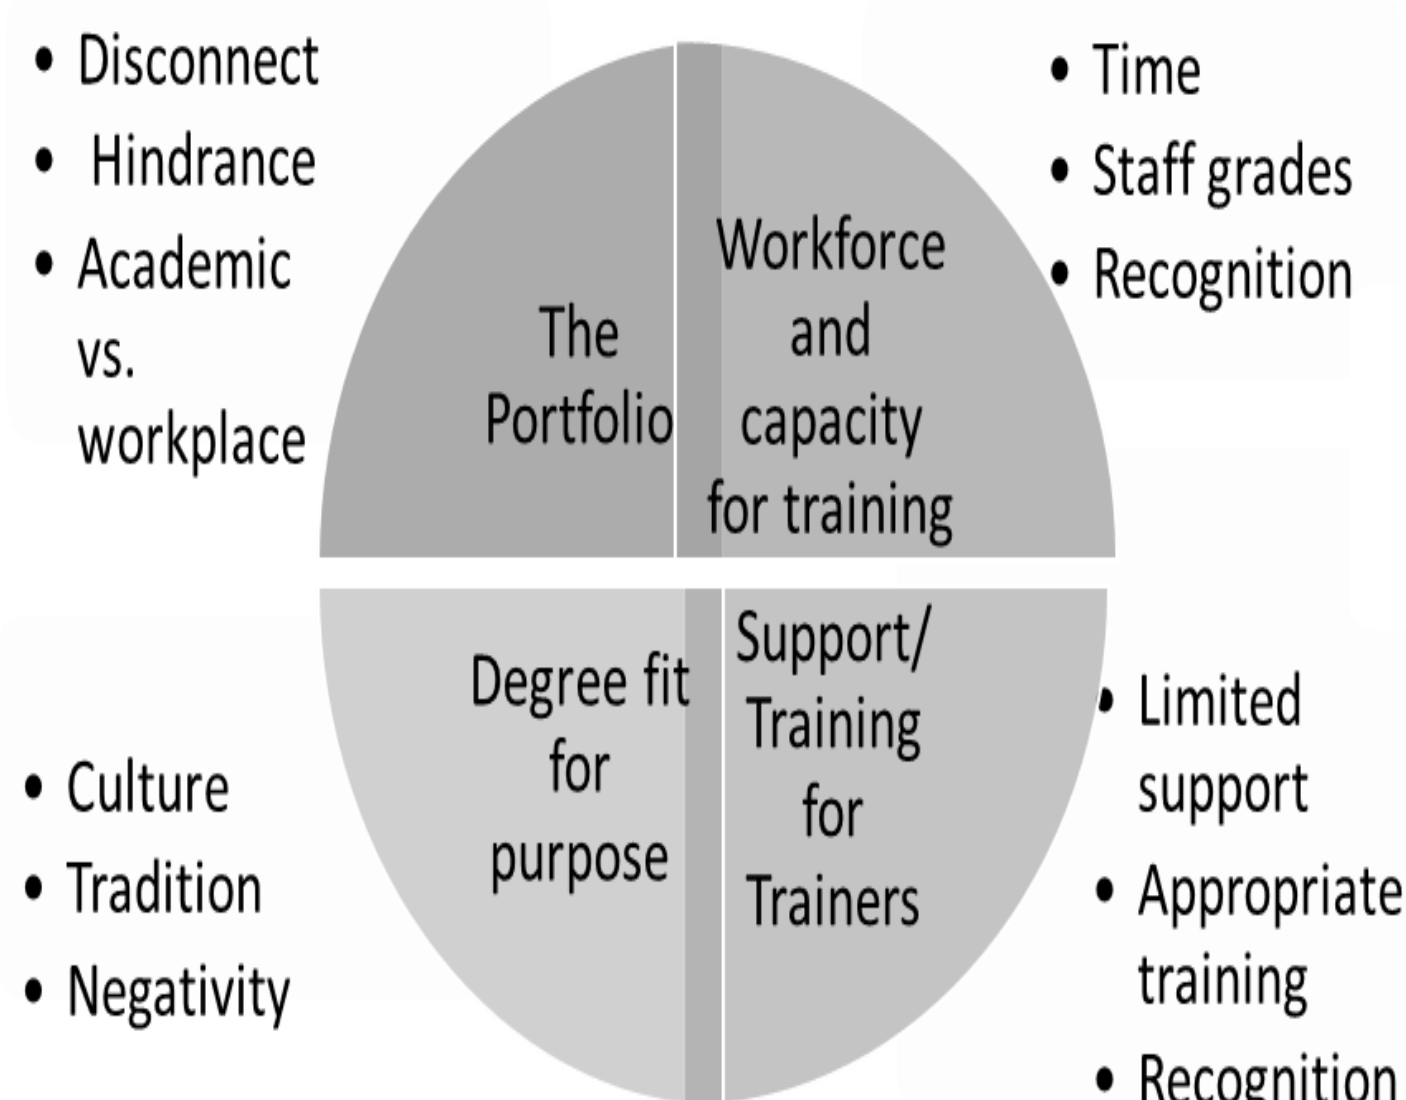 • Disconnect
• Hindrance
• Academic
vs.
workplace
The
Portfolio
Workforce
and
capacity
for training
• Time
• Staff grades
• Recognition
• Culture
• Tradition
• Negativity
Degree fit
for
purpose
Support/
Training
for
Trainers
• Limited
support
• Appropriate
training
• Recognition